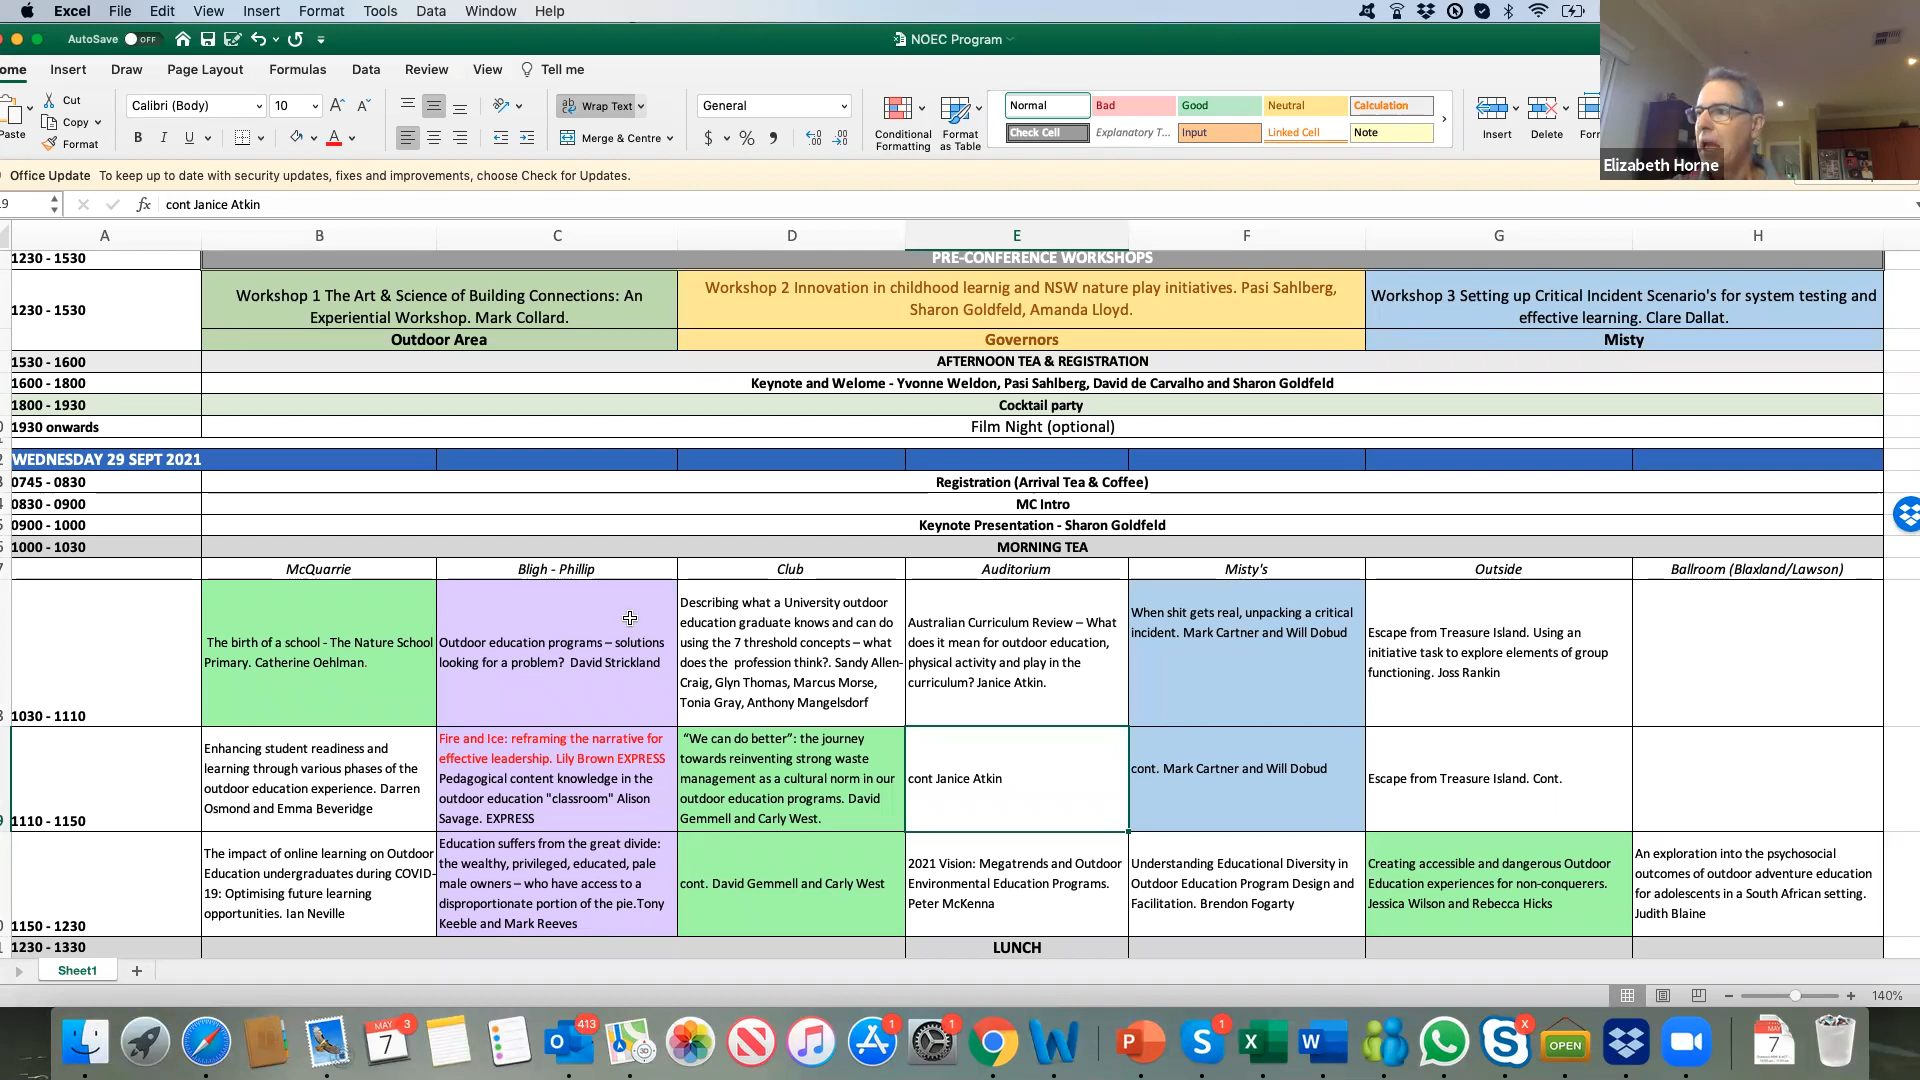 Excel File Edit View Insert Format Tools Data Window Help
AutoSave OFF NOEC Program
ome Insert Draw Page Layout Formulas Data Review View Tell me
Paste Cut Copy Format
Calibri (Body) 10 A A
B I U A
Wrap Text
Merge & Centre
General
$ %
Conditional Formatting
Format as Table
Normal Bad Good Neutral Calculation
Check Cell Explanatory T... Input Linked Cell Note
Insert Delete
Elizabeth Horne
Office Update To keep up to date with security updates, fixes and improvements, choose Check for Updates.
fx cont Janice Atkin
A B C D E F G H
1230 - 1530 PRE-CONFERENCE WORKSHOPS
1230 - 1530
Workshop 1 The Art & Science of Building Connections: An
Experiential Workshop. Mark Collard.
Workshop 2 Innovation in childhood learnig and NSW nature play initiatives. Pasi Sahlberg,
Sharon Goldfeld, Amanda Lloyd.
Workshop 3 Setting up Critical Incident Scenario's for system testing and
effective learning. Clare Dallat.
Outdoor Area Governors Misty
1530 - 1600 AFTERNOON TEA & REGISTRATION
1600 - 1800 Keynote and Welome - Yvonne Weldon, Pasi Sahlberg, David de Carvalho and Sharon Goldfeld
1800 - 1930 Cocktail party
1930 onwards Film Night (optional)
WEDNESDAY 29 SEPT 2021
0745 - 0830 Registration (Arrival Tea & Coffee)
0830 - 0900 MC Intro
0900 - 1000 Keynote Presentation - Sharon Goldfeld
1000 - 1030 MORNING TEA
McQuarrie Bligh - Phillip Club Auditorium Misty's Outside Ballroom (Blaxland/Lawson)
1030 - 1110
The birth of a school - The Nature School
Primary. Catherine Oehlman.
Outdoor education programs – solutions
looking for a problem? David Strickland
Describing what a University outdoor
education graduate knows and can do
using the 7 threshold concepts – what
does the profession think?. Sandy Allen-
Craig, Glyn Thomas, Marcus Morse,
Tonia Gray, Anthony Mangelsdorf
Australian Curriculum Review – What
does it mean for outdoor education,
physical activity and play in the
curriculum? Janice Atkin.
When shit gets real, unpacking a critical
incident. Mark Cartner and Will Dobud
Escape from Treasure Island. Using an
initiative task to explore elements of group
functioning. Joss Rankin
1110 - 1150
Enhancing student readiness and
learning through various phases of the
outdoor education experience. Darren
Osmond and Emma Beveridge
Fire and Ice: reframing the narrative for
effective leadership. Lily Brown EXPRESS
Pedagogical content knowledge in the
outdoor education "classroom" Alison
Savage. EXPRESS
“We can do better”: the journey
towards reinventing strong waste
management as a cultural norm in our
outdoor education programs. David
Gemmell and Carly West.
cont Janice Atkin
cont. Mark Cartner and Will Dobud
Escape from Treasure Island. Cont.
1150 - 1230
The impact of online learning on Outdoor
Education undergraduates during COVID-
19: Optimising future learning
opportunities. Ian Neville
Education suffers from the great divide:
the wealthy, privileged, educated, pale
male owners – who have access to a
disproportionate portion of the pie.Tony
Keeble and Mark Reeves
cont. David Gemmell and Carly West
2021 Vision: Megatrends and Outdoor
Environmental Education Programs.
Peter McKenna
Understanding Educational Diversity in
Outdoor Education Program Design and
Facilitation. Brendon Fogarty
Creating accessible and dangerous Outdoor
Education experiences for non-conquerers.
Jessica Wilson and Rebecca Hicks
An exploration into the psychosocial
outcomes of outdoor adventure education
for adolescents in a South African setting.
Judith Blaine
1230 - 1330 LUNCH
Sheet1 +
140%
MAY 7 3 413 1 1 1 X OPEN MAY 7